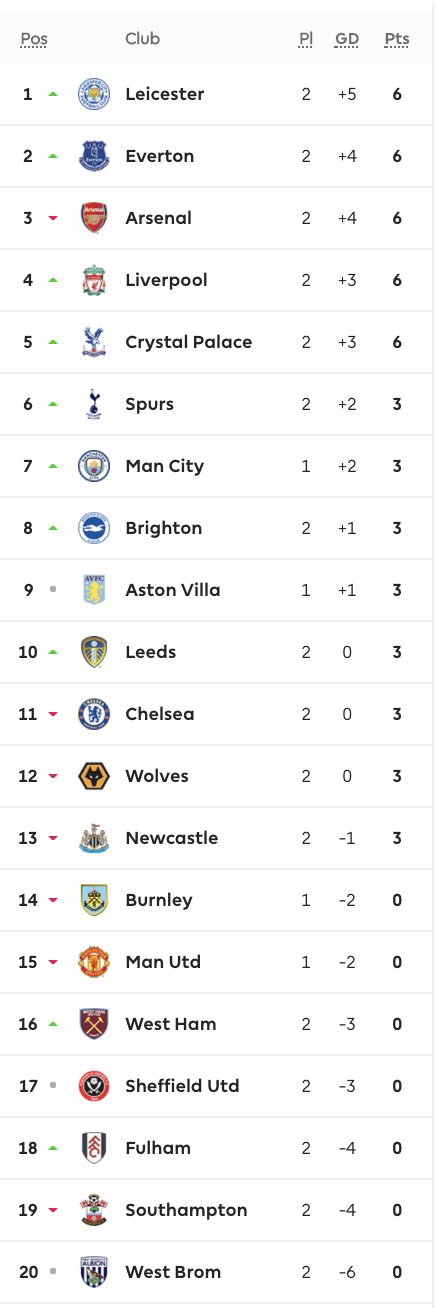 Pos Club Pl GD Pts
1 Leicester 2 +5 6
2 Everton 2 +4 6
3 Arsenal 2 +4 6
4 Liverpool 2 +3 6
5 Crystal Palace 2 +3 6
6 Spurs 2 +2 3
7 Man City 1 +2 3
8 Brighton 2 +1 3
9 Aston Villa 1 +1 3
10 Leeds 2 0 3
11 Chelsea 2 0 3
12 Wolves 2 0 3
13 Newcastle 2 -1 3
14 Burnley 1 -2 0
15 Man Utd 1 -2 0
16 West Ham 2 -3 0
17 Sheffield Utd 2 -3 0
18 Fulham 2 -4 0
19 Southampton 2 -4 0
20 West Brom 2 -6 0